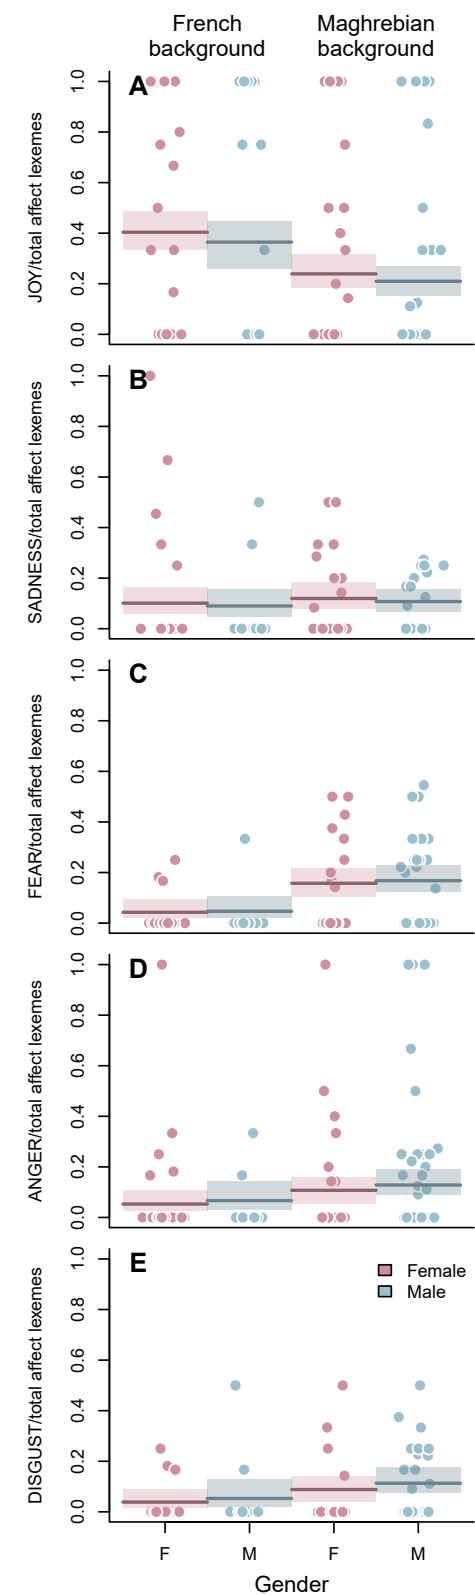 French Maghrebian
background background
A
JOY/total affect lexemes
1.0
0.8
0.6
0.4
0.2
0.0
B
SADNESS/total affect lexemes
1.0
0.8
0.6
0.4
0.2
0.0
C
FEAR/total affect lexemes
1.0
0.8
0.6
0.4
0.2
0.0
D
ANGER/total affect lexemes
1.0
0.8
0.6
0.4
0.2
0.0
E
DISGUST/total affect lexemes
1.0
0.8
0.6
0.4
0.2
0.0
Female
Male
F M F M
Gender